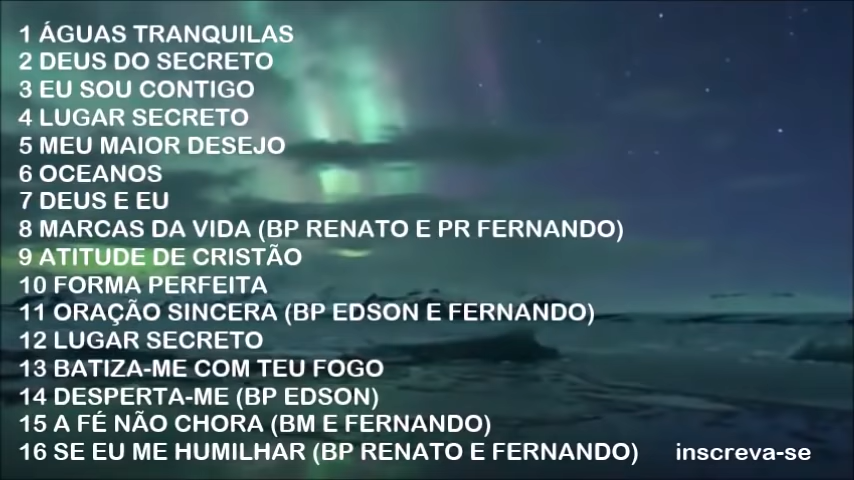 1 ÁGUAS TRANQUILAS
2 DEUS DO SECRETO
3 EU SOU CONTIGO
4 LUGAR SECRETO
5 MEU MAIOR DESEJO
6 OCEANOS
7 DEUS E EU
8 MARCAS DA VIDA (BP RENATO E PR FERNANDO)
9 ATITUDE DE CRISTÃO
10 FORMA PERFEITA
11 ORAÇÃO SINCERA (BP EDSON E FERNANDO)
12 LUGAR SECRETO
13 BATIZA-ME COM TEU FOGO
14 DESPERTA-ME (BP EDSON)
15 A FÉ NÃO CHORA (BM E FERNANDO)
16 SE EU ME HUMILHAR (BP RENATO E FERNANDO) inscreva-se